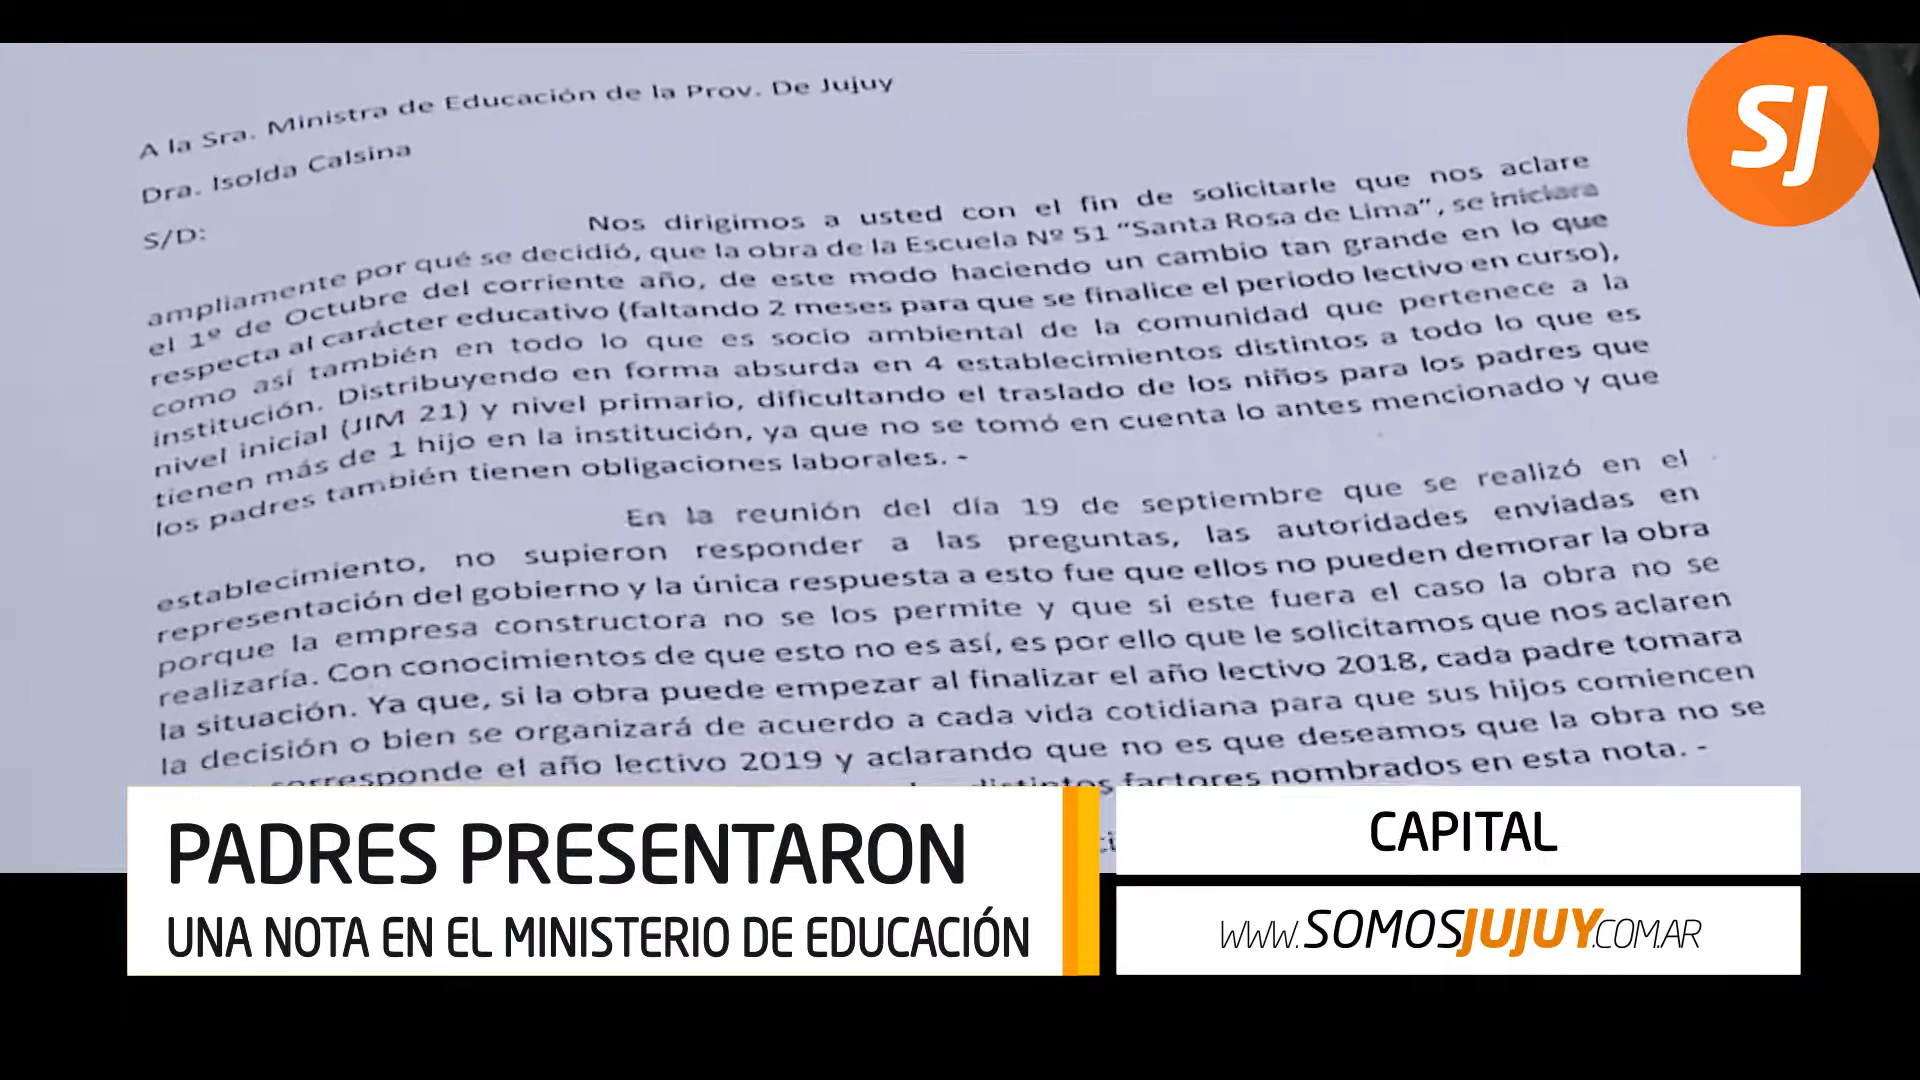 A la Sra. Ministra de Educación de la Prov. De Jujuy
Dra. Isolda Calsina
S/D:
Nos dirigimos a usted con el fin de solicitarle que nos aclare
ampliamente por qué se decidió, que la obra de la Escuela Nº 51 “Santa Rosa de Lima”, se iniciara
el 1º de Octubre del corriente año, de este modo haciendo un cambio tan grande en lo que
respecta al carácter educativo (faltando 2 meses para que se finalice el periodo lectivo en curso),
como así también en todo lo que es socio ambiental de la comunidad que pertenece a la
institución. Distribuyendo en forma absurda en 4 establecimientos distintos a todo lo que es
nivel inicial (JIM 21) y nivel primario, dificultando el traslado de los niños para los padres que
tienen más de 1 hijo en la institución, ya que no se tomó en cuenta lo antes mencionado y que
los padres también tienen obligaciones laborales. -
En la reunión del día 19 de septiembre que se realizó en el
establecimiento, no supieron responder a las preguntas, las autoridades enviadas en
representación del gobierno y la única respuesta a esto fue que ellos no pueden demorar la obra
porque la empresa constructora no se los permite y que si este fuera el caso la obra no se
realizaría. Con conocimientos de que esto no es así, es por ello que le solicitamos que nos aclaren
la situación. Ya que, si la obra puede empezar al finalizar el año lectivo 2018, cada padre tomara
la decisión o bien se organizará de acuerdo a cada vida cotidiana para que sus hijos comiencen
corresponde el año lectivo 2019 y aclarando que no es que deseamos que la obra no se
distintos factores nombrados en esta nota. -
SJ
PADRES PRESENTARON
UNA NOTA EN EL MINISTERIO DE EDUCACIÓN
CAPITAL
www.SOMOSJUJUY.COM.AR